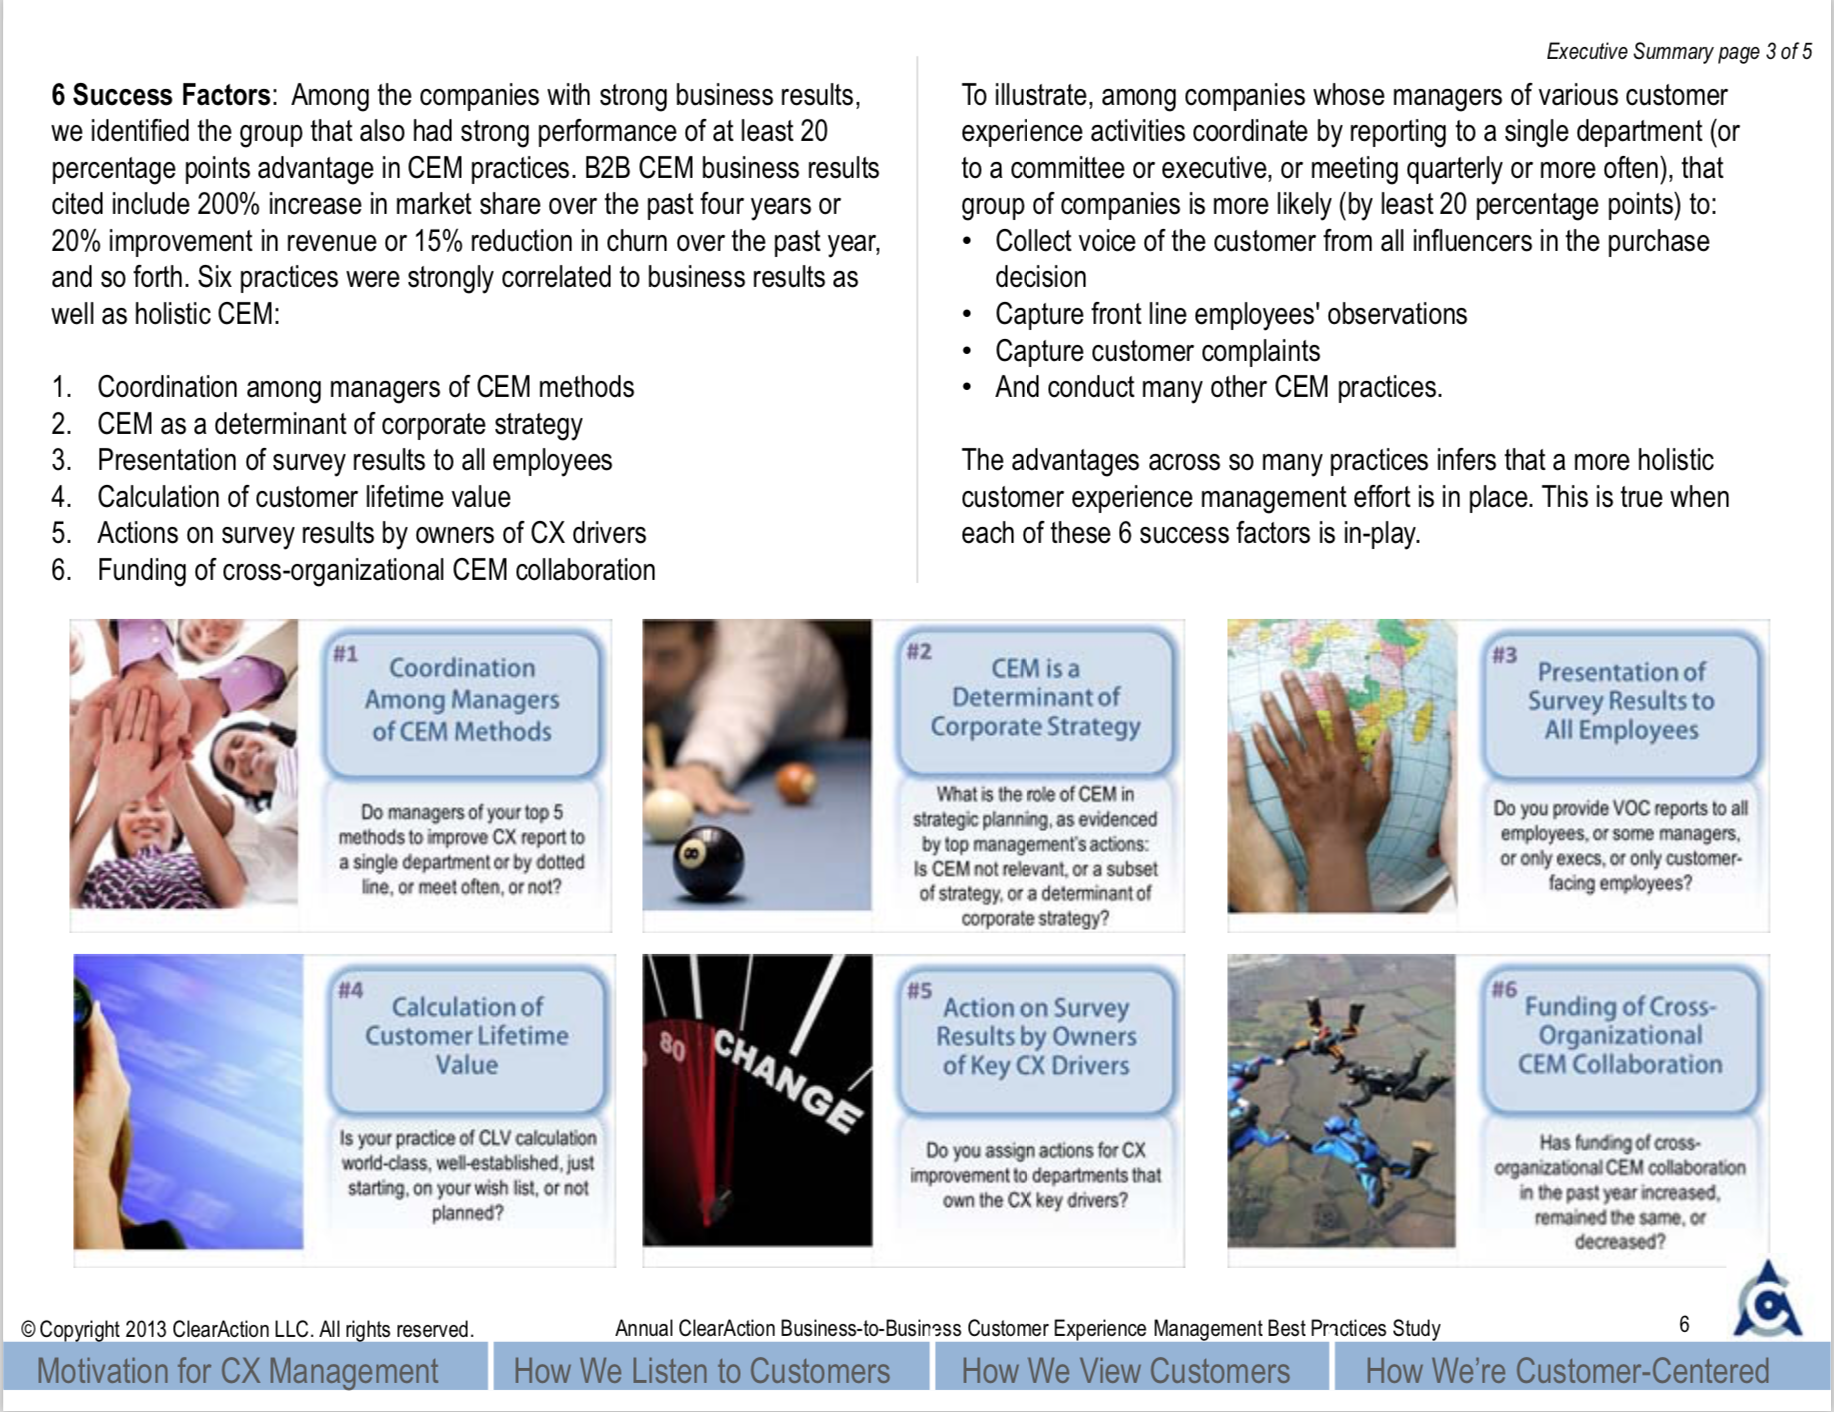 Executive Summary page 3 of 5
6 Success Factors:  Among the companies with strong business results,
we identified the group that also had strong performance of at least 20
percentage points advantage in CEM practices. B2B CEM business results
cited include 200% increase in market share over the past four years or
20% improvement in revenue or 15% reduction in churn over the past year,
and so forth. Six practices were strongly correlated to business results as
well as holistic CEM:
1. Coordination among managers of CEM methods
2. CEM as a determinant of corporate strategy
3. Presentation of survey results to all employees
4. Calculation of customer lifetime value
5. Actions on survey results by owners of CX drivers
6. Funding of cross-organizational CEM collaboration
To illustrate, among companies whose managers of various customer
experience activities coordinate by reporting to a single department (or
to a committee or executive, or meeting quarterly or more often), that
group of companies is more likely (by least 20 percentage points) to:
• Collect voice of the customer from all influencers in the purchase
decision
• Capture front line employees' observations
• Capture customer complaints
• And conduct many other CEM practices.
The advantages across so many practices infers that a more holistic
customer experience management effort is in place. This is true when
each of these 6 success factors is in-play.
#1
Coordination
Among Managers
of CEM Methods
Do managers of your top 5
methods to improve CX report to
a single department or by dotted
line, or meet often, or not?
8
#2
CEM is a
Determinant of
Corporate Strategy
What is the role of CEM in
strategic planning, as evidenced
by top management's actions:
Is CEM not relevant, or a subset
of strategy, or a determinant of
corporate strategy?
#3
Presentation of
Survey Results to
All Employees
Do you provide VOC reports to all
employees, or some managers,
or only execs, or only customer-
facing employees?
#4
Calculation of
Customer Lifetime
Value
Is your practice of CLV calculation
world-class, well-established, just
starting, on your wish list, or not
planned?
80
CHANGE
#5
Action on Survey
Results by Owners
of Key CX Drivers
Do you assign actions for CX
improvement to departments that
own the CX key drivers?
#6
Funding of Cross-
Organizational
CEM Collaboration
Has funding of cross-
organizational CEM collaboration
in the past year increased,
remained the same, or
decreased?
© Copyright 2013 ClearAction LLC. All rights reserved.
Annual ClearAction Business-to-Business Customer Experience Management Best Practices Study
6
Motivation for CX Management
How We Listen to Customers
How We View Customers
How We're Customer-Centered